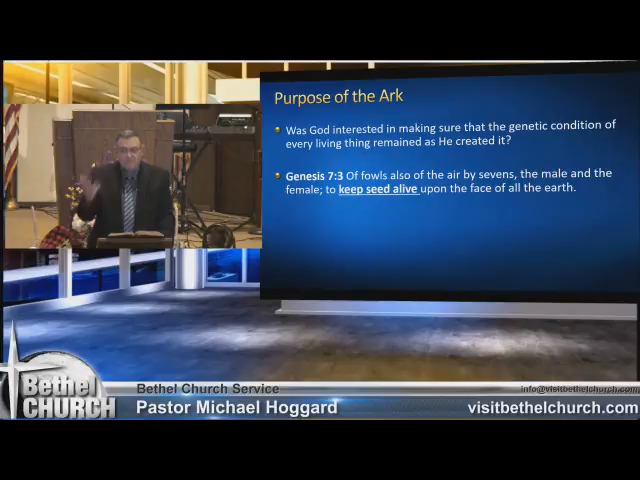 Purpose of the Ark
Was God interested in making sure that the genetic condition of
every living thing remained as He created it?
Genesis 7:3 Of fowls also of the air by sevens, the male and the
female; to keep seed alive upon the face of all the earth.
Bethel
CHURCH
Bethel Church Service
info@visitbethelchurch.com
Pastor Michael Hoggard
visitbethelchurch.com